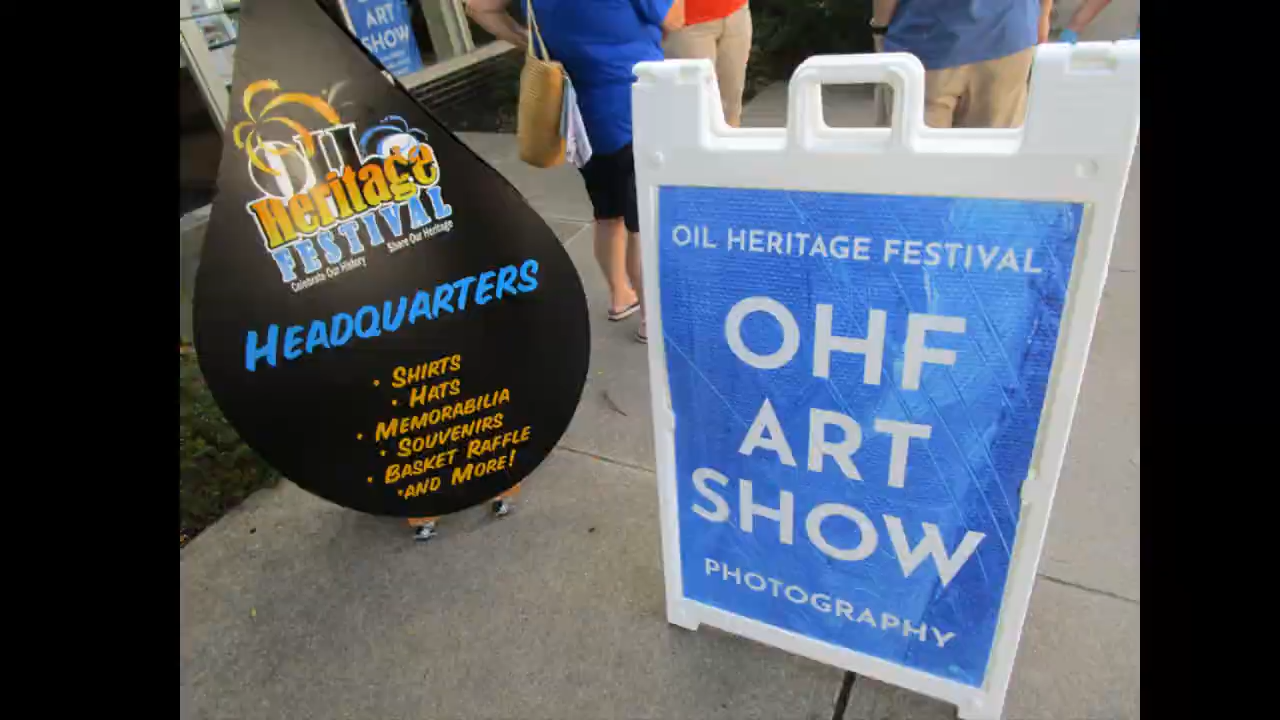 OIL
Heritage
FESTIVAL
Celebrate Our History
Share Our Heritage
HEADQUARTERS
• SHIRTS
• HATS
• MEMORABILIA
• SOUVENIRS
• BASKET RAFFLE
• AND MORE!
ART
SHOW
OIL HERITAGE FESTIVAL
OHF
ART
SHOW
PHOTOGRAPHY